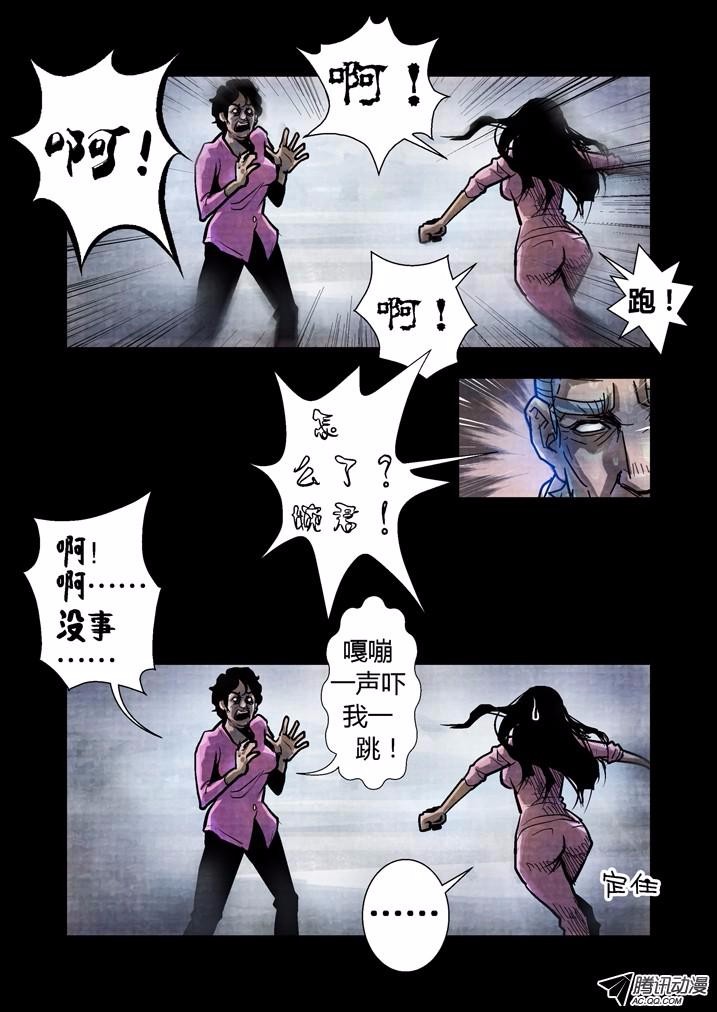 啊！
啊！
啊！
跑！
怎
么了？
婉君！
啊！
啊……
没事
……
嘎嘣
一声吓
我一
跳！
……
定住
腾讯动漫
AC.QQ.COM